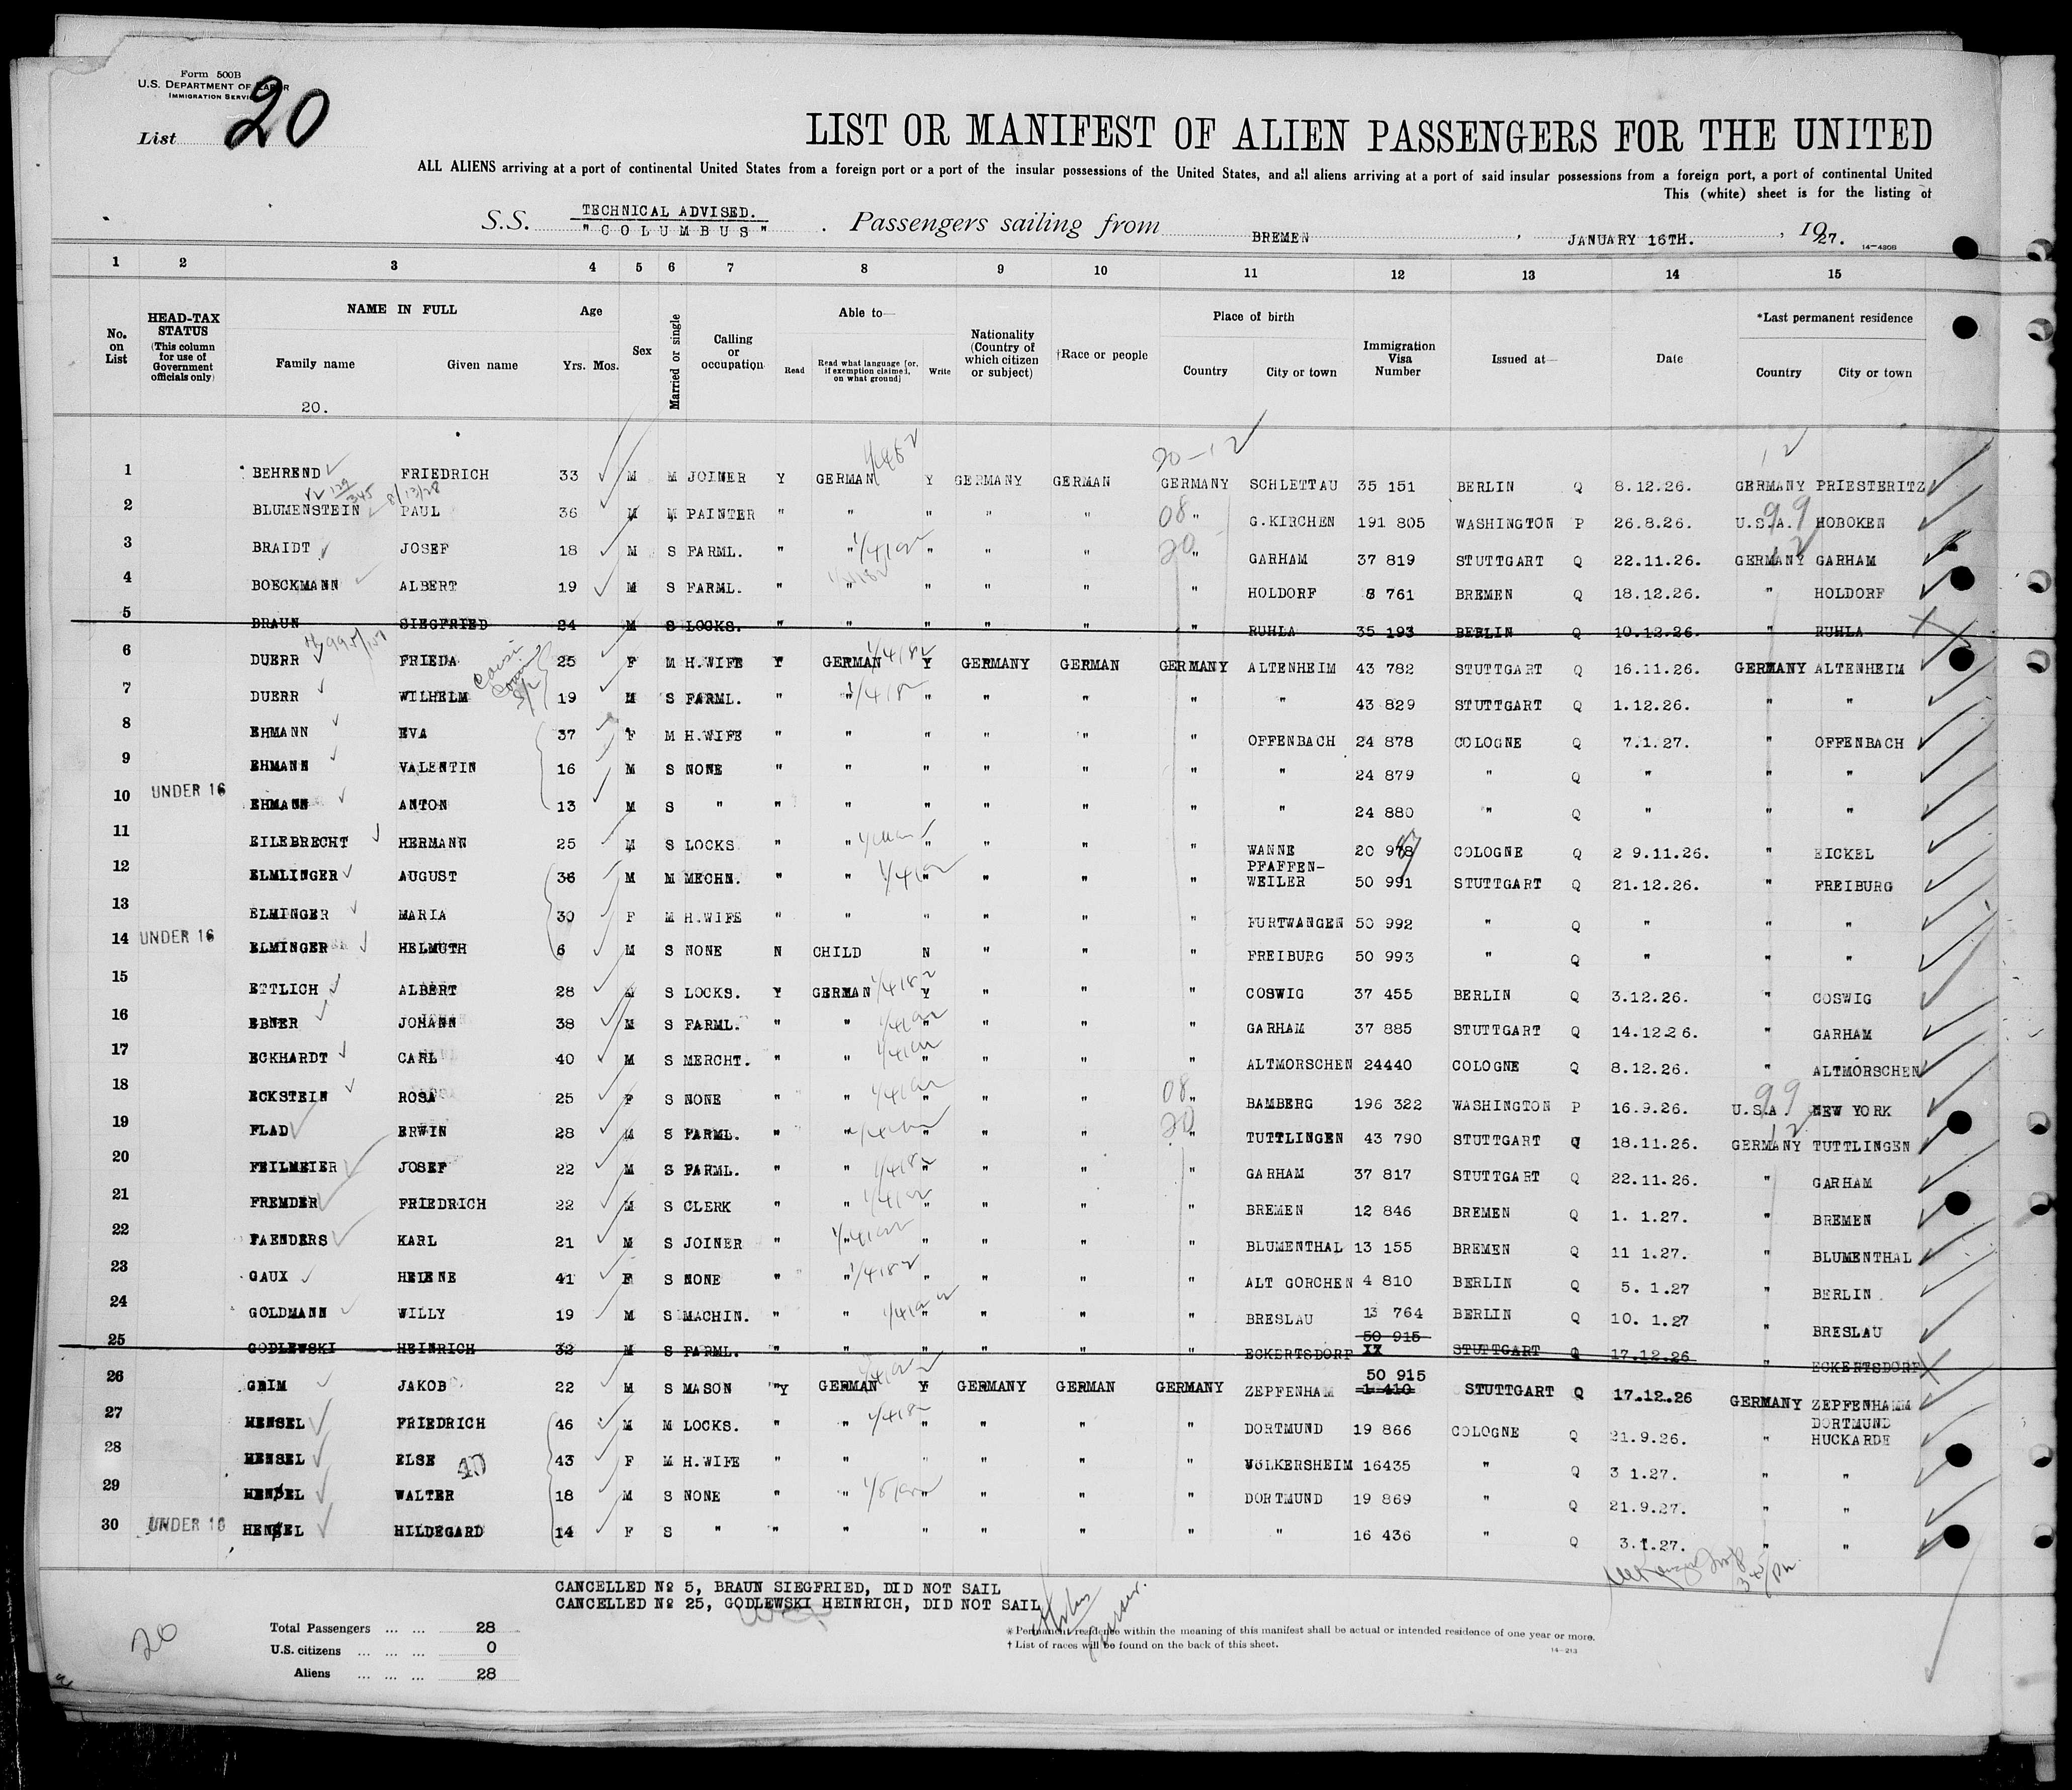 Form 500B
U.S. DEPARTMENT OF LABOR
IMMIGRATION SERVICE
List 20
LIST OR MANIFEST OF ALIEN PASSENGERS FOR THE UNITED
ALL ALIENS arriving at a port of continental United States from a foreign port or a port of the insular possessions of the United States, and all aliens arriving at a port of said insular possessions from a foreign port, a port of continental United
This (white) sheet is for the listing of
TECHNICAL ADVISED.
S.S. "COLUMBUS" . Passengers sailing from BREMEN , JANUARY 16TH. , 1927.
14-4208
1 2 3 4 5 6 7 8 9 10 11 12 13 14 15
No. on List
HEAD-TAX STATUS (This column for use of Government officials only)
NAME IN FULL
Family name Given name
20.
Age
Yrs. Mos.
Sex
Married or single
Calling or occupation
Able to—
Read
Read what language [or, if exemption claimed, on what ground]
Write
Nationality (Country of which citizen or subject)
†Race or people
Place of birth
Country City or town
Immigration Visa Number
Issued at—
Date
*Last permanent residence
Country City or town
20-12
12
1 BEHREND FRIEDRICH 33 M M JOINER Y GERMAN Y GERMANY GERMAN GERMANY SCHLETTAU 35 151 BERLIN Q 8.12.26. GERMANY PRIESTERITZ
8/13/28
2 BLUMENSTEIN PAUL 36 M M PAINTER " " " " " 08 " G.KIRCHEN 191 805 WASHINGTON P 26.8.26. U.S.A. 99 HOBOKEN
3 BRAIDT JOSEF 18 M S FARML. " " " " " 20 " GARHAM 37 819 STUTTGART Q 22.11.26. GERMANY 12 GARHAM
4 BOECKMANN ALBERT 19 M S FARML. " " " " " " HOLDORF 8 761 BREMEN Q 18.12.26. " HOLDORF
5 BRAUN SIEGFRIED 24 M S LOCKS. " " " " " " RUHLA 35 193 BERLIN Q 10.12.26. " RUHLA
6 DUERR FRIEDA 25 F M H.WIFE Y GERMAN Y GERMANY GERMAN GERMANY ALTENHEIM 43 782 STUTTGART Q 16.11.26. GERMANY ALTENHEIM
7 DUERR WILHELM 19 M S FARML. " " " " " " " 43 829 STUTTGART Q 1.12.26. " "
8 EHMANN EVA 37 F M H.WIFE " " " " " " OFFENBACH 24 878 COLOGNE Q 7.1.27. " OFFENBACH
9 EHMANN VALENTIN 16 M S NONE " " " " " " " 24 879 " Q " " "
10 UNDER 16 EHMANN ANTON 13 M S " " " " " " " " 24 880 " Q " " "
11 EILEBRECHT HERMANN 25 M S LOCKS " " " " " " WANNE 20 978 COLOGNE Q 2 9.11.26. " EICKEL
12 ELMLINGER AUGUST 36 M M MECHN. " " " " " " PFAFFEN-WEILER 50 991 STUTTGART Q 21.12.26. " FREIBURG
13 ELMINGER MARIA 30 F M H.WIFE " " " " " " FURTWANGEN 50 992 " Q " " "
14 UNDER 16 ELMINGER HELMUTH 6 M S NONE N CHILD N " " " FREIBURG 50 993 " Q " " "
15 ETTLICH ALBERT 28 M S LOCKS. Y GERMAN Y " " " COSWIG 37 455 BERLIN Q 3.12.26. " COSWIG
16 EBNER JOHANN 38 M S FARML. " " " " " " GARHAM 37 885 STUTTGART Q 14.12.26. " GARHAM
17 ECKHARDT CARL 40 M S MERCHT. " " " " " " ALTMORSCHEN 24440 COLOGNE Q 8.12.26. " ALTMORSCHEN
18 ECKSTEIN ROSA 25 F S NONE " " " " " 08 " BAMBERG 196 322 WASHINGTON P 16.9.26. U.S.A. 99 NEW YORK
19 FLAD ERWIN 28 M S FARML. " " " " " 20 " TUTTLINGEN 43 790 STUTTGART Q 18.11.26. GERMANY 12 TUTTLINGEN
20 FEILMEIER JOSEF 22 M S FARML. " " " " " " GARHAM 37 817 STUTTGART Q 22.11.26. " GARHAM
21 FREMDER FRIEDRICH 22 M S CLERK " " " " " " BREMEN 12 846 BREMEN Q 1. 1.27. " BREMEN
22 FAENDERS KARL 21 M S JOINER " " " " " " BLUMENTHAL 13 155 BREMEN Q 11 1.27. " BLUMENTHAL
23 GAUX HELENE 41 F S NONE " " " " " " ALT GORCHEN 4 810 BERLIN Q 5. 1.27 " BERLIN
24 GOLDMANN WILLY 19 M S MACHIN. " " " " " " BRESLAU 13 764 BERLIN Q 10. 1.27 " BRESLAU
25 GODLEWSKI HEINRICH 32 M S FARML. " " " " " " ECKERTSDORF 50 915 XX STUTTGART Q 17.12.26 " ECKERTSDORF
26 GRIM JAKOB 22 M S MASON "Y GERMAN Y GERMANY GERMAN GERMANY ZEPFENHAM 50 915 1 410 STUTTGART Q 17.12.26 GERMANY ZEPFENHAMM
27 HENSEL FRIEDRICH 46 M M LOCKS. " " " " " " DORTMUND 19 866 COLOGNE Q 21.9.26. " DORTMUND HUCKARDE
28 HENSEL ELSE 40 43 F M H.WIFE " " " " " " VOLKERSHEIM 16435 " Q 3 1.27. " "
29 HENSEL WALTER 18 M S NONE " " " " " " DORTMUND 19 869 " Q 21.9.27. " "
30 UNDER 16 HENSEL HILDEGARD 14 F S " " " " " " " " 16 436 " Q 3.1.27. " "
CANCELLED Nº 5, BRAUN SIEGFRIED, DID NOT SAIL
CANCELLED Nº 25, GODLEWSKI HEINRICH, DID NOT SAIL
Purser.
20
Total Passengers ... ... 28
U.S. citizens ... ... ... 0
Aliens ... ... ... 28
* Permanent residence within the meaning of this manifest shall be actual or intended residence of one year or more.
† List of races will be found on the back of this sheet.
14-213